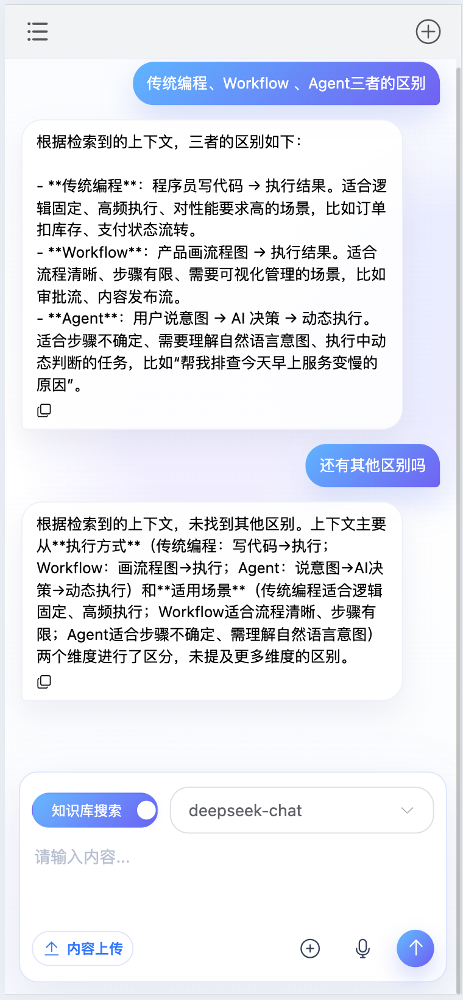 传统编程、Workflow 、Agent三者的区别
根据检索到的上下文，三者的区别如下：
- **传统编程**：程序员写代码 → 执行结果。适合逻
辑固定、高频执行、对性能要求高的场景，比如订单
扣库存、支付状态流转。
- **Workflow**：产品画流程图 → 执行结果。适合
流程清晰、步骤有限、需要可视化管理的场景，比如
审批流、内容发布流。
- **Agent**：用户说意图 → AI 决策 → 动态执行。
适合步骤不确定、需要理解自然语言意图、执行中动
态判断的任务，比如“帮我排查今天早上服务变慢的
原因”。
还有其他区别吗
根据检索到的上下文，未找到其他区别。上下文主要
从**执行方式**（传统编程：写代码→执行；
Workflow：画流程图→执行；Agent：说意图→AI决
策→动态执行）和**适用场景**（传统编程适合逻辑
固定、高频执行；Workflow适合流程清晰、步骤有
限；Agent适合步骤不确定、需理解自然语言意图）
两个维度进行了区分，未提及更多维度的区别。
知识库搜索
deepseek-chat
请输入内容...
内容上传